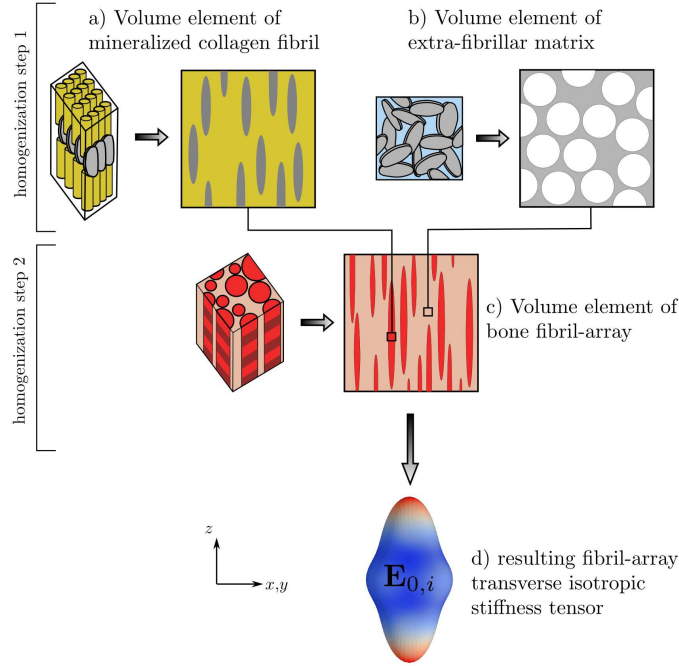 homogenization step 1
a) Volume element of
mineralized collagen fibril
b) Volume element of
extra-fibrillar matrix
homogenization step 2
c) Volume element of
bone fibril-array
z
x,y
E0,i
d) resulting fibril-array
transverse isotropic
stiffness tensor